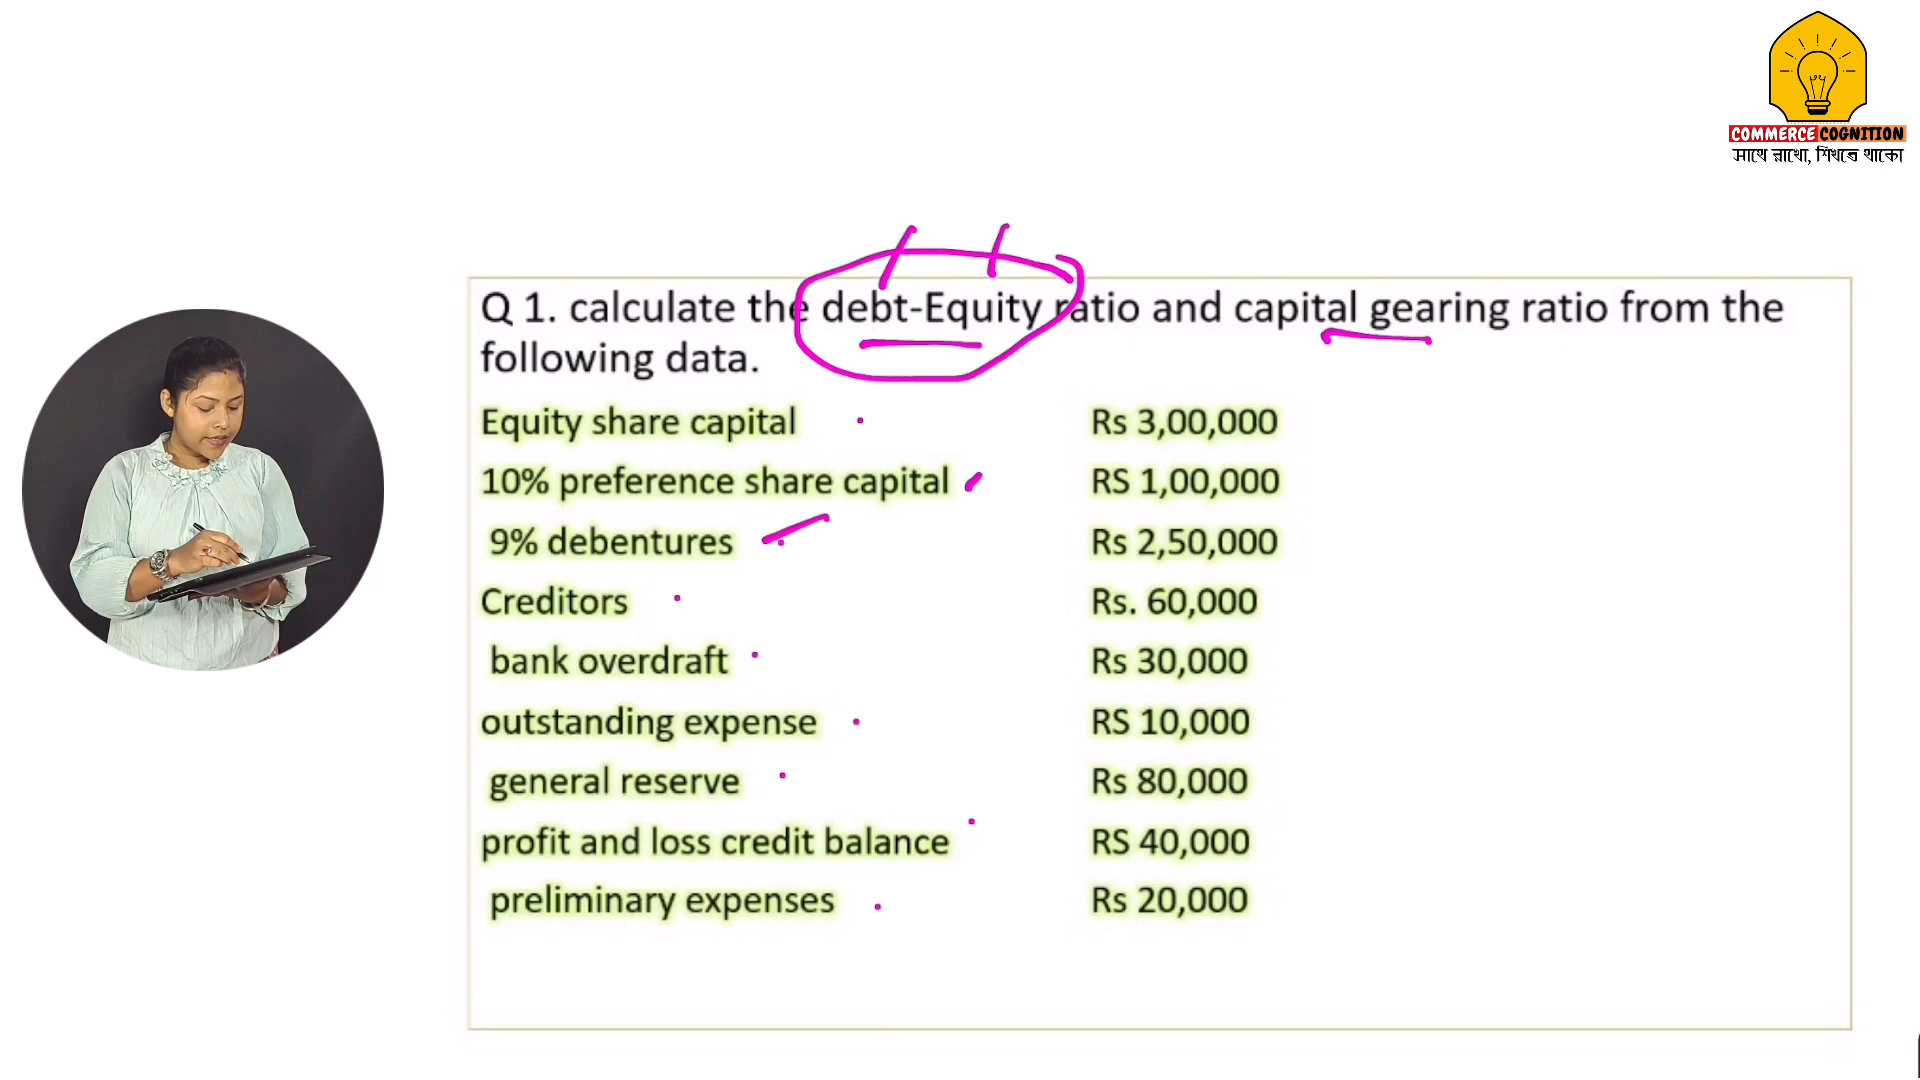 COMMERCE COGNITION
সাথে রাখো, শিখতে থাকো
Q 1. calculate the debt-Equity ratio and capital gearing ratio from the
following data.
Equity share capital Rs 3,00,000
10% preference share capital RS 1,00,000
9% debentures Rs 2,50,000
Creditors Rs. 60,000
bank overdraft Rs 30,000
outstanding expense RS 10,000
general reserve Rs 80,000
profit and loss credit balance RS 40,000
preliminary expenses Rs 20,000